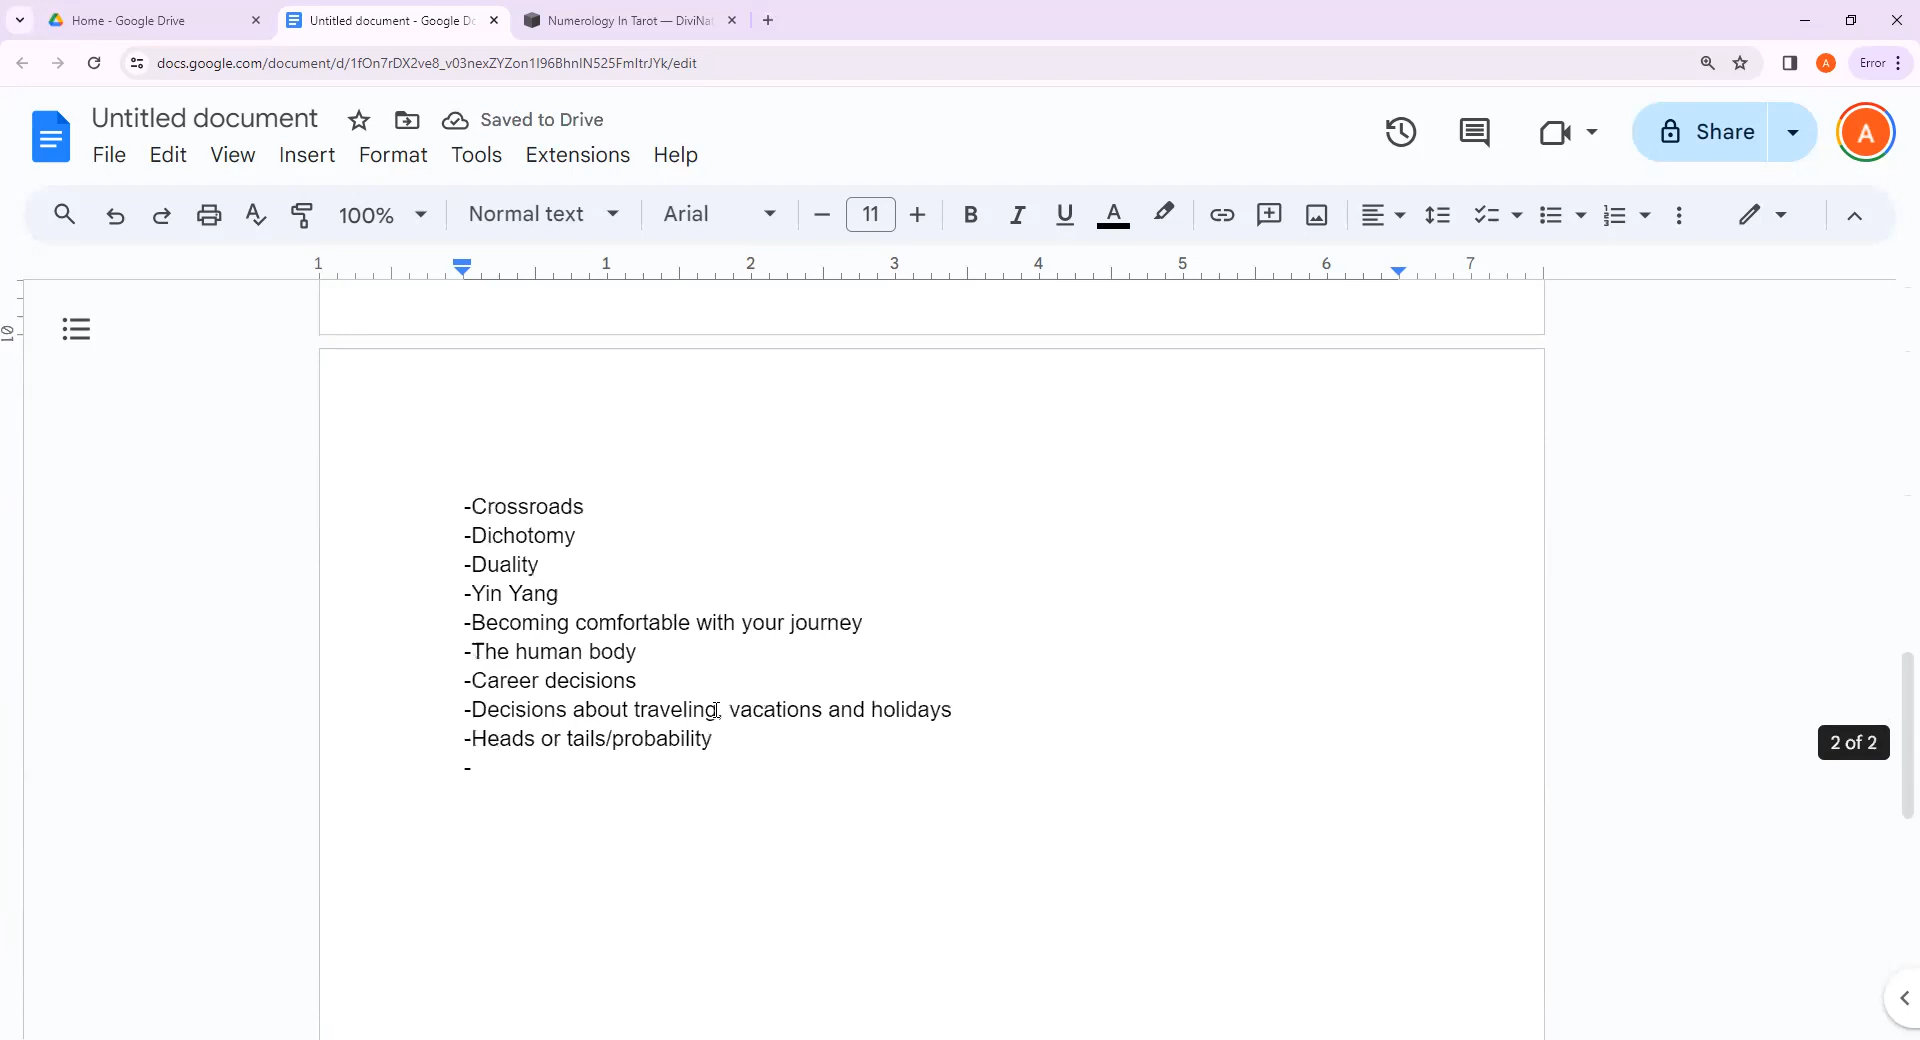 Home - Google Drive
Untitled document - Google Dc
Numerology In Tarot — DiviNa
docs.google.com/document/d/1fOn7rDX2ve8_v03nexZYZon1I96BhnIN525FmItrJYk/edit
Error
Untitled document
Saved to Drive
File Edit View Insert Format Tools Extensions Help
Share
A
100% Normal text Arial 11
1 1 2 3 4 5 6 7
10
-Crossroads
-Dichotomy
-Duality
-Yin Yang
-Becoming comfortable with your journey
-The human body
-Career decisions
-Decisions about traveling, vacations and holidays
-Heads or tails/probability
-
2 of 2